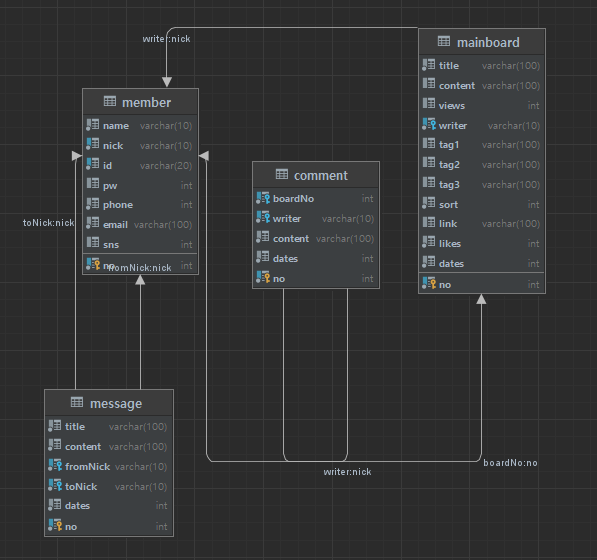 writer:nick
mainboard
title varchar(100)
content varchar(100)
views int
writer varchar(10)
tag1 varchar(100)
tag2 varchar(100)
tag3 varchar(100)
sort int
link varchar(100)
likes int
dates int
no int
member
name varchar(10)
nick varchar(10)
id varchar(20)
pw int
phone int
email varchar(100)
sns int
no int
toNick:nick
fromNick:nick
comment
boardNo int
writer varchar(10)
content varchar(100)
dates int
no int
message
title varchar(100)
content varchar(100)
fromNick varchar(10)
toNick varchar(10)
dates int
no int
writer:nick
boardNo:no